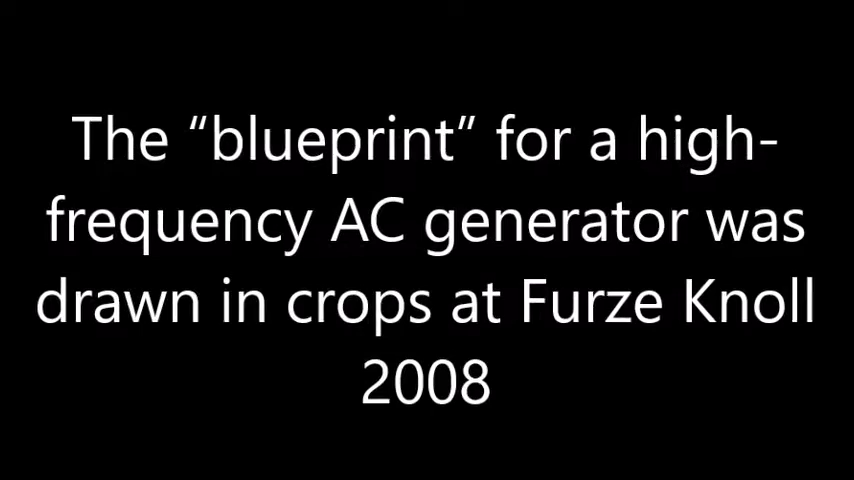 The “blueprint” for a high-
frequency AC generator was
drawn in crops at Furze Knoll
2008